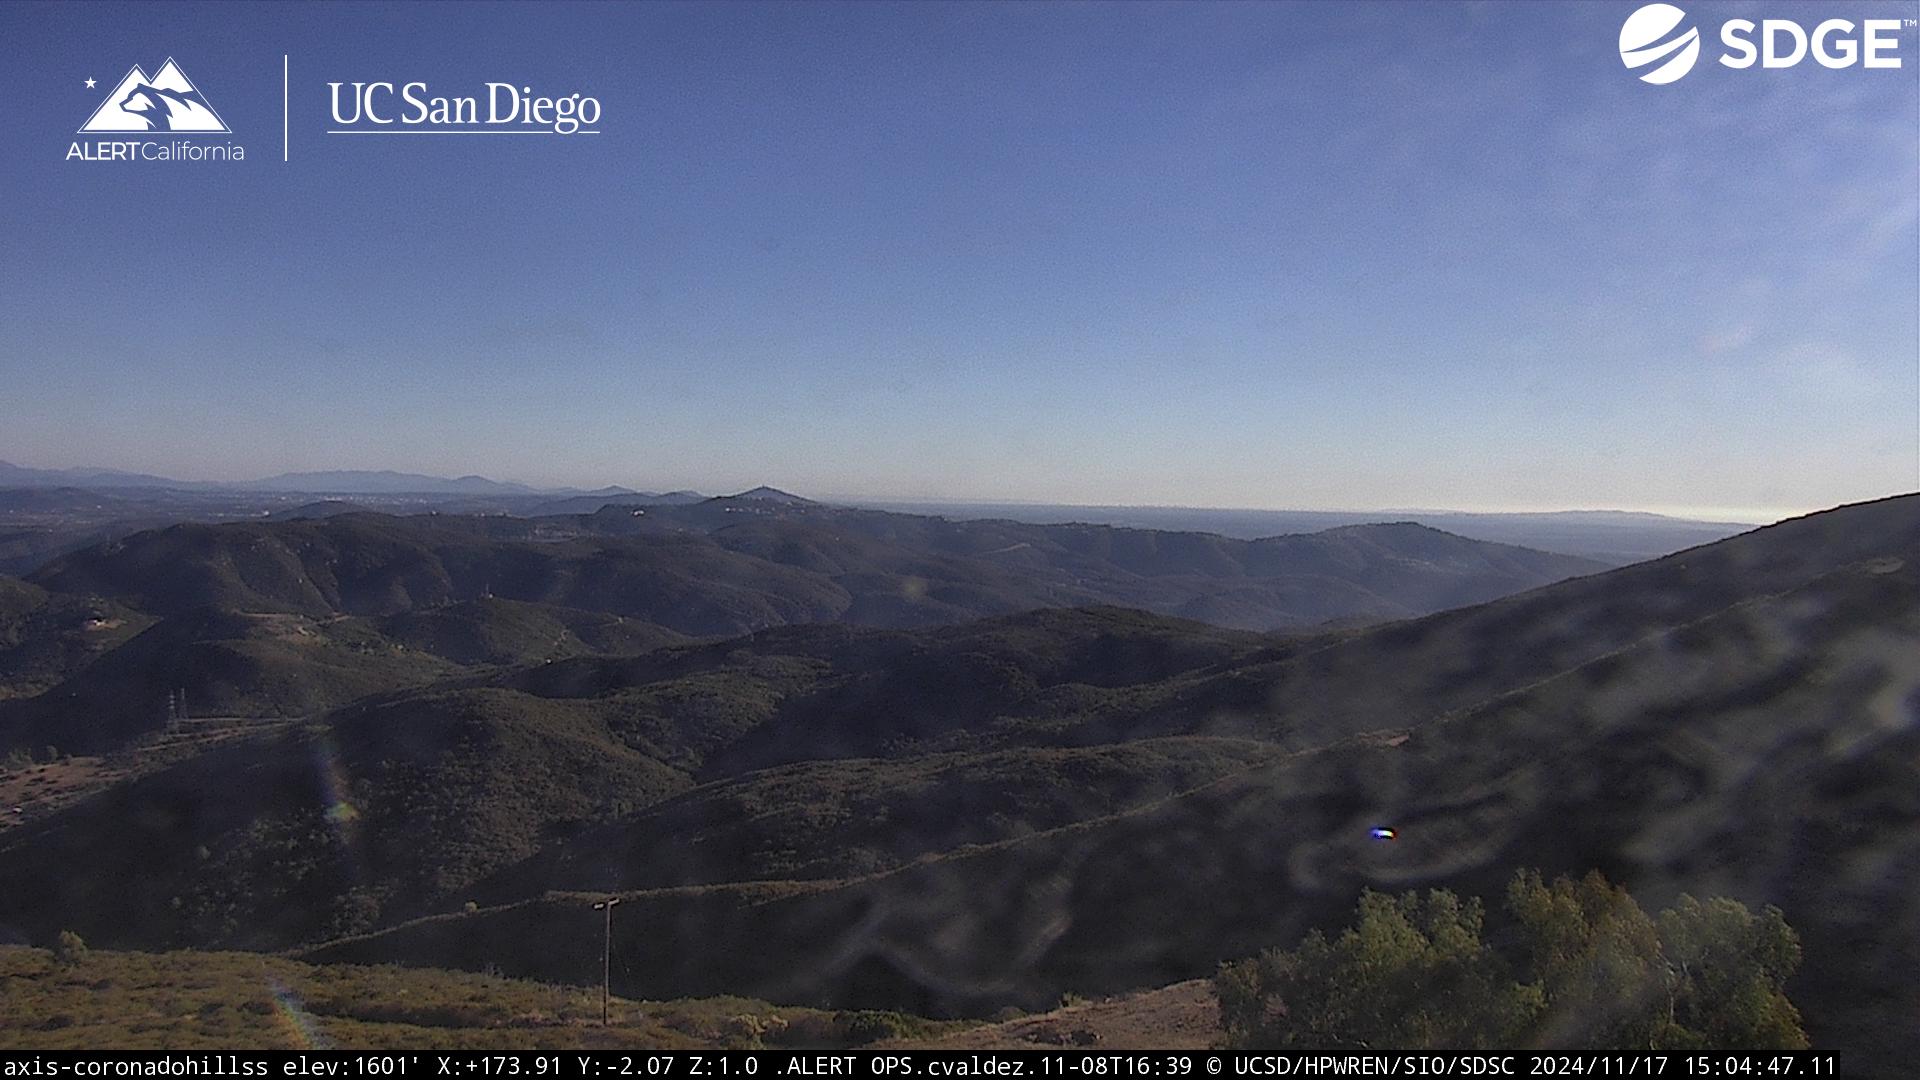 SDGE™
ALERTCalifornia
UC San Diego
axis-coronadohillss elev:1601' X:+173.91 Y:-2.07 Z:1.0 .ALERT OPS.cvaldez.11-08T16:39 © UCSD/HPWREN/SIO/SDSC 2024/11/17 15:04:47.11